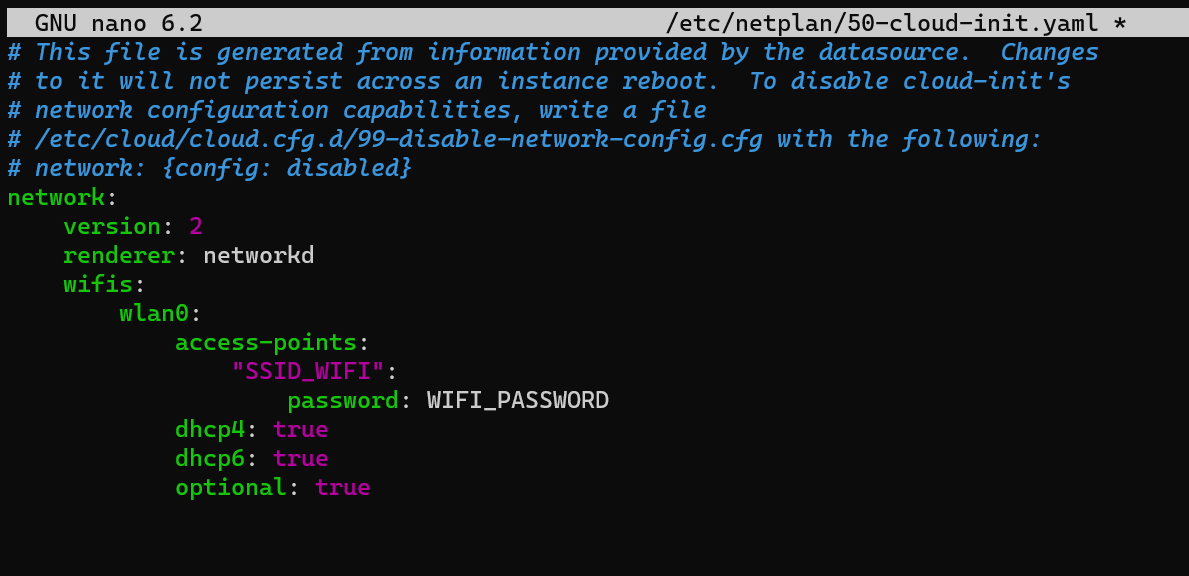 GNU nano 6.2 /etc/netplan/50-cloud-init.yaml *
# This file is generated from information provided by the datasource.  Changes
# to it will not persist across an instance reboot.  To disable cloud-init's
# network configuration capabilities, write a file
# /etc/cloud/cloud.cfg.d/99-disable-network-config.cfg with the following:
# network: {config: disabled}
network:
    version: 2
    renderer: networkd
    wifis:
        wlan0:
            access-points:
                "SSID_WIFI":
                    password: WIFI_PASSWORD
            dhcp4: true
            dhcp6: true
            optional: true